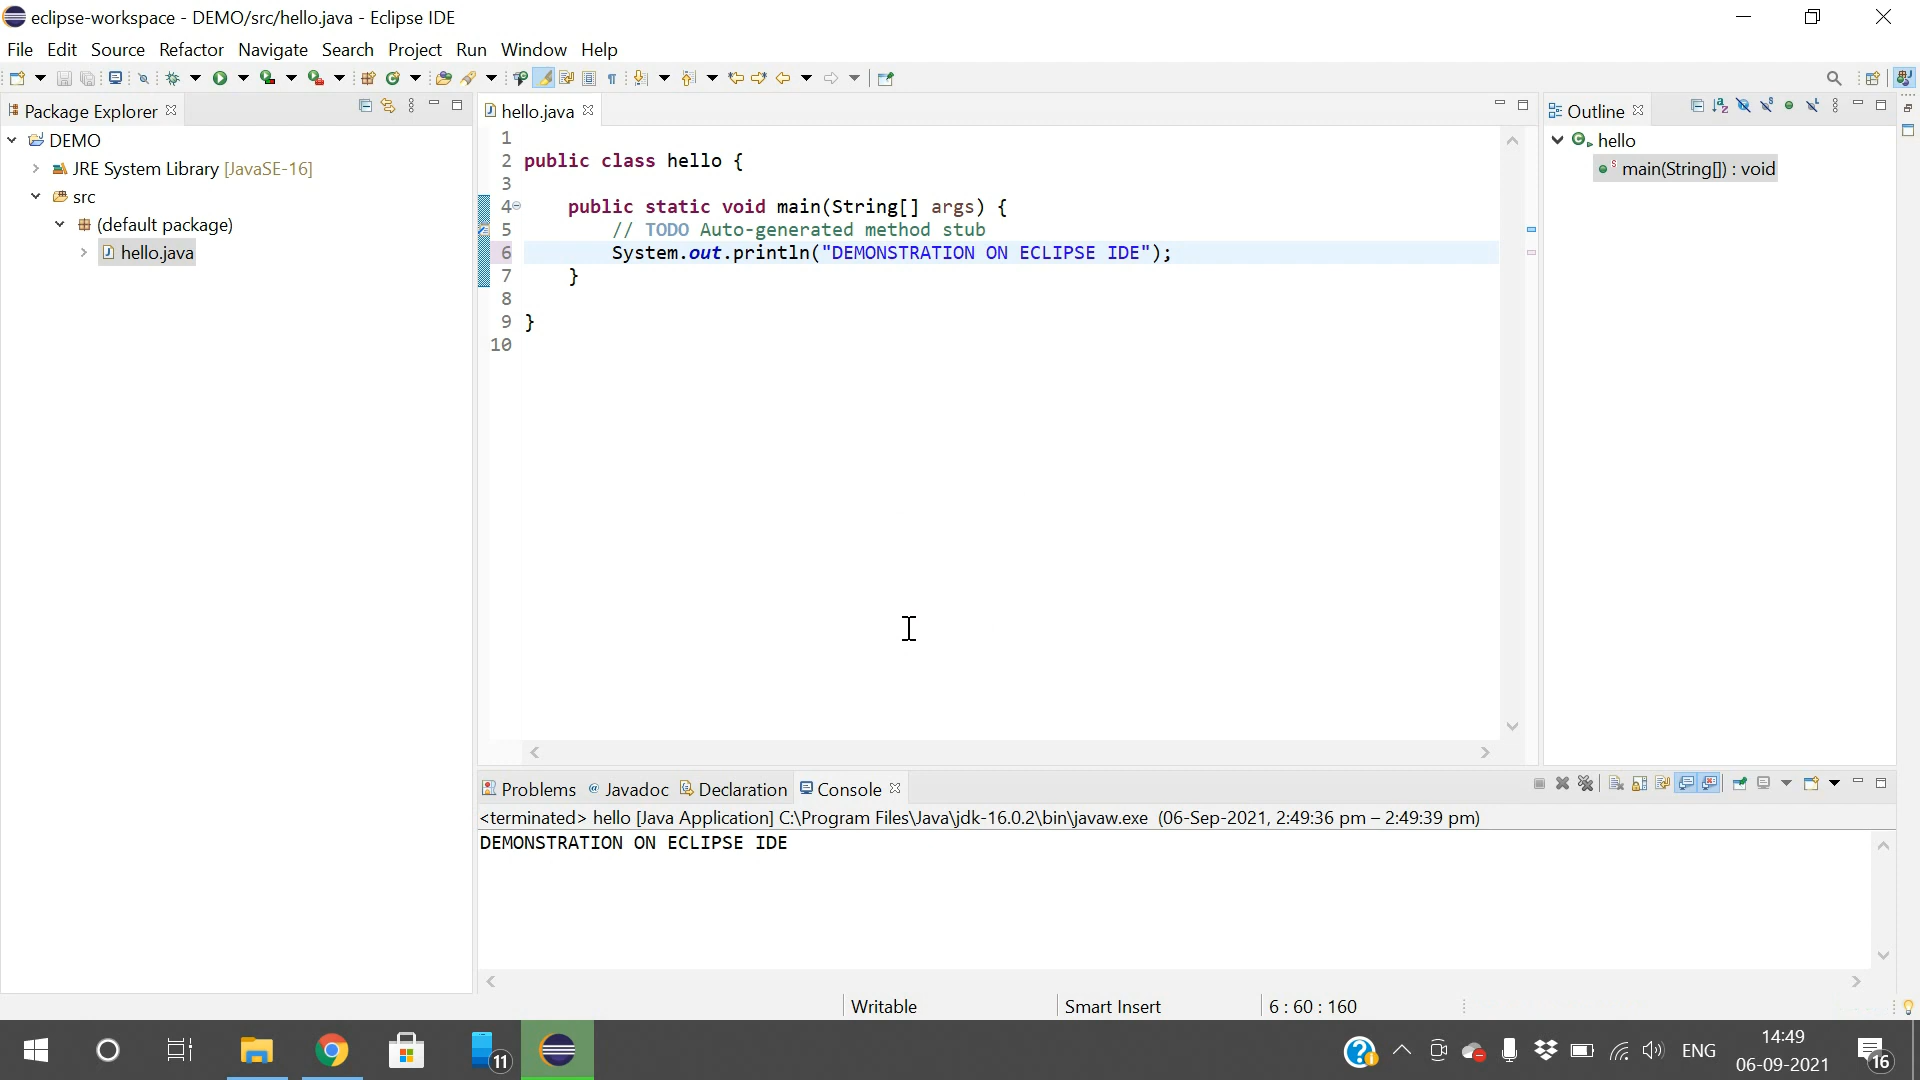 eclipse-workspace - DEMO/src/hello.java - Eclipse IDE
File Edit Source Refactor Navigate Search Project Run Window Help
Package Explorer
DEMO
JRE System Library [JavaSE-16]
src
(default package)
hello.java
hello.java
1
2 public class hello {
3
4 public static void main(String[] args) {
5 // TODO Auto-generated method stub
6 System.out.println("DEMONSTRATION ON ECLIPSE IDE");
7 }
8
9 }
10
Outline
hello
main(String[]) : void
Problems @ Javadoc Declaration Console
<terminated> hello [Java Application] C:\Program Files\Java\jdk-16.0.2\bin\javaw.exe (06-Sep-2021, 2:49:36 pm – 2:49:39 pm)
DEMONSTRATION ON ECLIPSE IDE
Writable Smart Insert 6 : 60 : 160
11
ENG
14:49
06-09-2021
16